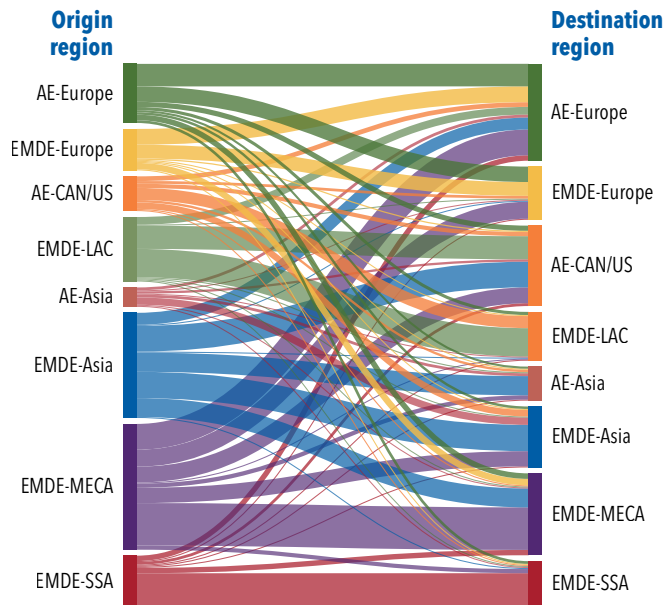 Origin
region
AE-Europe
EMDE-Europe
AE-CAN/US
EMDE-LAC
AE-Asia
EMDE-Asia
EMDE-MECA
EMDE-SSA
Destination
region
AE-Europe
EMDE-Europe
AE-CAN/US
EMDE-LAC
AE-Asia
EMDE-Asia
EMDE-MECA
EMDE-SSA